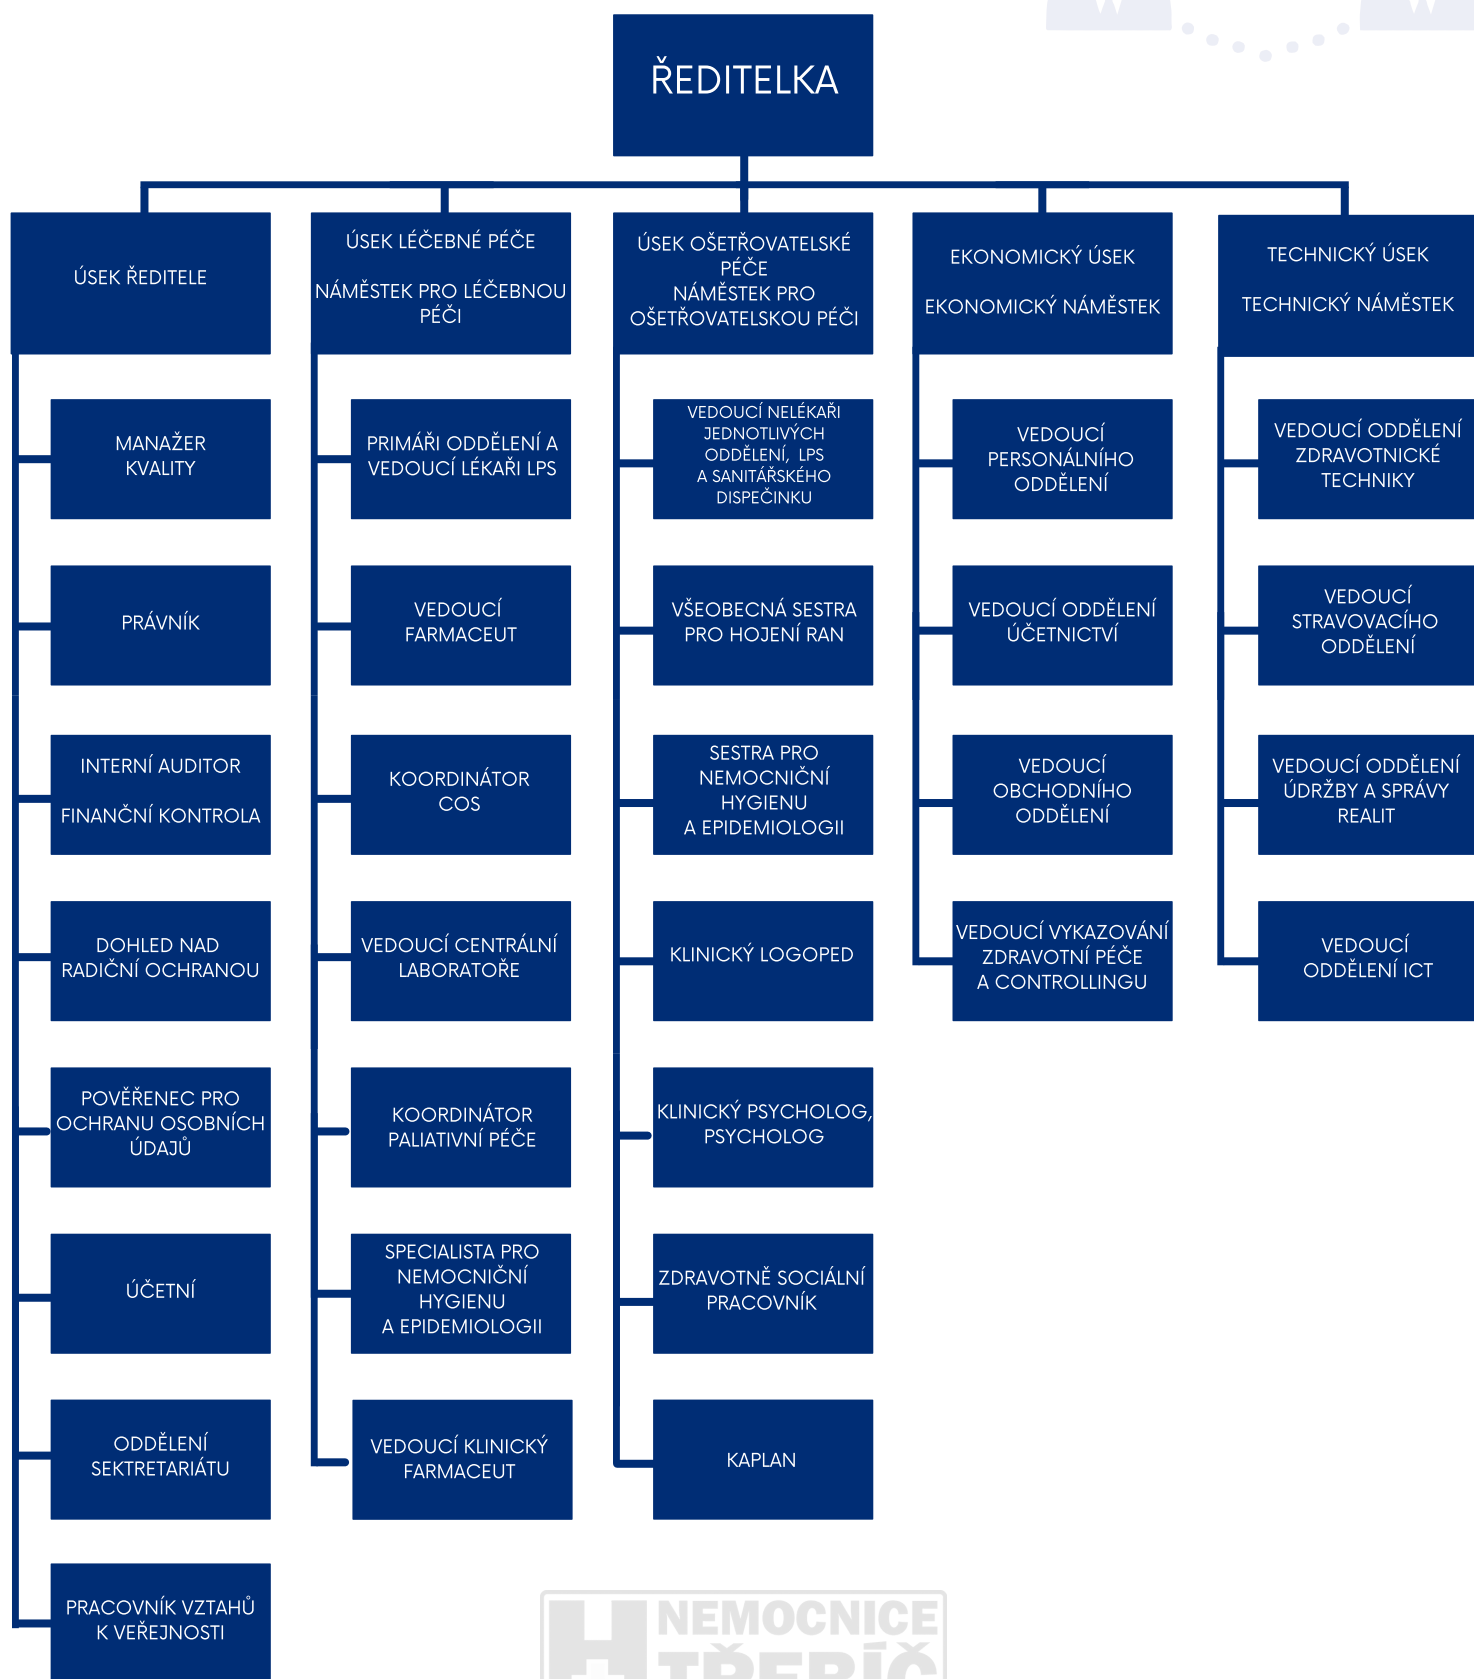 ŘEDITELKA
ÚSEK ŘEDITELE
MANAŽER
KVALITY
PRÁVNÍK
INTERNÍ AUDITOR
FINANČNÍ KONTROLA
DOHLED NAD
RADIČNÍ OCHRANOU
POVĚŘENEC PRO
OCHRANU OSOBNÍCH
ÚDAJŮ
ÚČETNÍ
ODDĚLENÍ
SEKTRETARIÁTU
PRACOVNÍK VZTAHŮ
K VEŘEJNOSTI
ÚSEK LÉČEBNÉ PÉČE
NÁMĚSTEK PRO LÉČEBNOU
PÉČI
PRIMÁŘI ODDĚLENÍ A
VEDOUCÍ LÉKAŘI LPS
VEDOUCÍ
FARMACEUT
KOORDINÁTOR
COS
VEDOUCÍ CENTRÁLNÍ
LABORATOŘE
KOORDINÁTOR
PALIATIVNÍ PÉČE
SPECIALISTA PRO
NEMOCNIČNÍ
HYGIENU
A EPIDEMIOLOGII
VEDOUCÍ KLINICKÝ
FARMACEUT
ÚSEK OŠETŘOVATELSKÉ
PÉČE
NÁMĚSTEK PRO
OŠETŘOVATELSKOU PÉČI
VEDOUCÍ NELÉKAŘI
JEDNOTLIVÝCH
ODDĚLENÍ, LPS
A SANITÁŘSKÉHO
DISPEČINKU
VŠEOBECNÁ SESTRA
PRO HOJENÍ RAN
SESTRA PRO
NEMOCNIČNÍ
HYGIENU
A EPIDEMIOLOGII
KLINICKÝ LOGOPED
KLINICKÝ PSYCHOLOG,
PSYCHOLOG
ZDRAVOTNĚ SOCIÁLNÍ
PRACOVNÍK
KAPLAN
EKONOMICKÝ ÚSEK
EKONOMICKÝ NÁMĚSTEK
VEDOUCÍ
PERSONÁLNÍHO
ODDĚLENÍ
VEDOUCÍ ODDĚLENÍ
ÚČETNICTVÍ
VEDOUCÍ
OBCHODNÍHO
ODDĚLENÍ
VEDOUCÍ VYKAZOVÁNÍ
ZDRAVOTNÍ PÉČE
A CONTROLLINGU
TECHNICKÝ ÚSEK
TECHNICKÝ NÁMĚSTEK
VEDOUCÍ ODDĚLENÍ
ZDRAVOTNICKÉ
TECHNIKY
VEDOUCÍ
STRAVOVACÍHO
ODDĚLENÍ
VEDOUCÍ ODDĚLENÍ
ÚDRŽBY A SPRÁVY
REALIT
VEDOUCÍ
ODDĚLENÍ ICT
NEMOCNICE
TŘEBÍČ